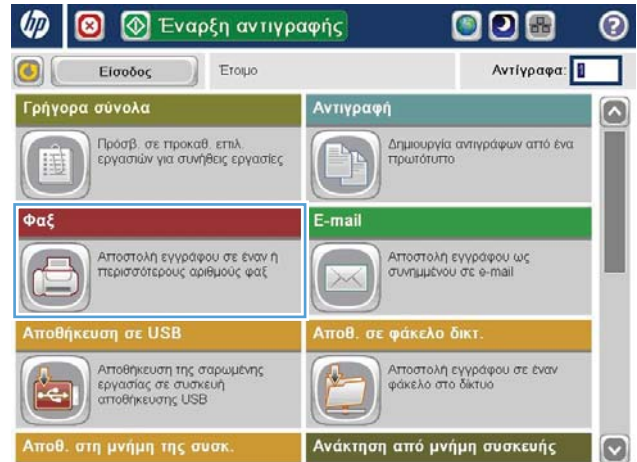 hp Έναρξη αντιγραφής ?
Είσοδος Έτοιμο Αντίγραφα: 1
Γρήγορα σύνολα
Πρόσβ. σε προκαθ. επιλ.
εργασιών για συνήθεις εργασίες
Αντιγραφή
Δημιουργία αντιγράφων από ένα
πρωτότυπο
Φαξ
Αποστολή εγγράφου σε έναν ή
περισσότερους αριθμούς φαξ
E-mail
Αποστολή εγγράφου ως
συνημμένου σε e-mail
Αποθήκευση σε USB
Αποθήκευση της σαρωμένης
εργασίας σε συσκευή
αποθήκευσης USB
Αποθ. σε φάκελο δικτ.
Αποστολή εγγράφου σε έναν
φάκελο στο δίκτυο
Αποθ. στη μνήμη της συσκ.
Ανάκτηση από μνήμη συσκευής